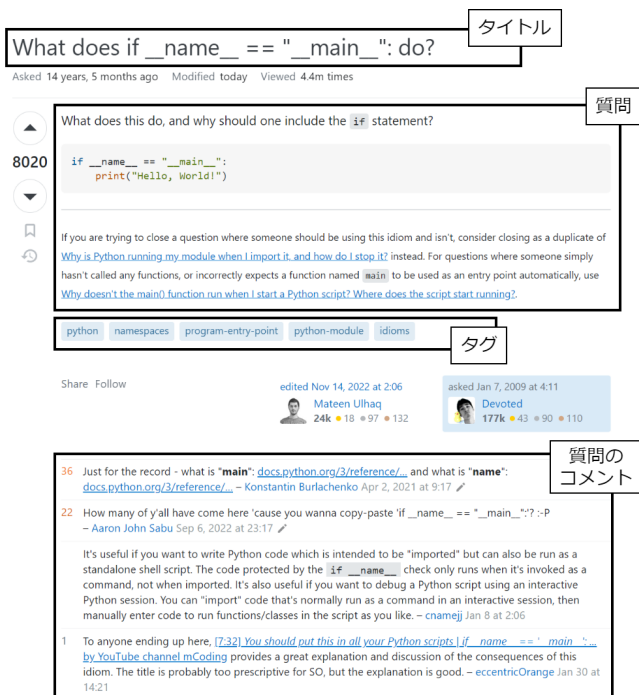 タイトル
What does if __name__ == "__main__": do?
Asked 14 years, 5 months ago Modified today Viewed 4.4m times
質問
What does this do, and why should one include the if statement?
8020
if __name__ == "__main__":
print("Hello, World!")
If you are trying to close a question where someone should be using this idiom and isn't, consider closing as a duplicate of
Why is Python running my module when I import it, and how do I stop it? instead. For questions where someone simply
hasn't called any functions, or incorrectly expects a function named main to be used as an entry point automatically, use
Why doesn't the main() function run when I start a Python script? Where does the script start running?.
python namespaces program-entry-point python-module idioms
タグ
Share Follow
edited Nov 14, 2022 at 2:06
Mateen Ulhaq
24k 18 97 132
asked Jan 7, 2009 at 4:11
Devoted
177k 43 90 110
質問の
コメント
36 Just for the record - what is "main": docs.python.org/3/reference/... and what is "name":
docs.python.org/3/reference/... – Konstantin Burlachenko Apr 2, 2021 at 9:17
22 How many of y'all have come here 'cause you wanna copy-paste 'if __name__ == "__main__":'? :-P
– Aaron John Sabu Sep 6, 2022 at 23:17
It's useful if you want to write Python code which is intended to be "imported" but can also be run as a
standalone shell script. The code protected by the if __name__ check only runs when it's invoked as a
command, not when imported. It's also useful if you want to debug a Python script using an interactive
Python session. You can "import" code that's normally run as a command in an interactive session, then
manually enter code to run functions/classes in the script as you like. – cnamejj Jan 8 at 2:06
1 To anyone ending up here, [7:32] You should put this in all your Python scripts | if __name__ == '__main__': ...
by YouTube channel mCoding provides a great explanation and discussion of the consequences of this
idiom. The title is probably too prescriptive for SO, but the explanation is good. – eccentricOrange Jan 30 at
14:21